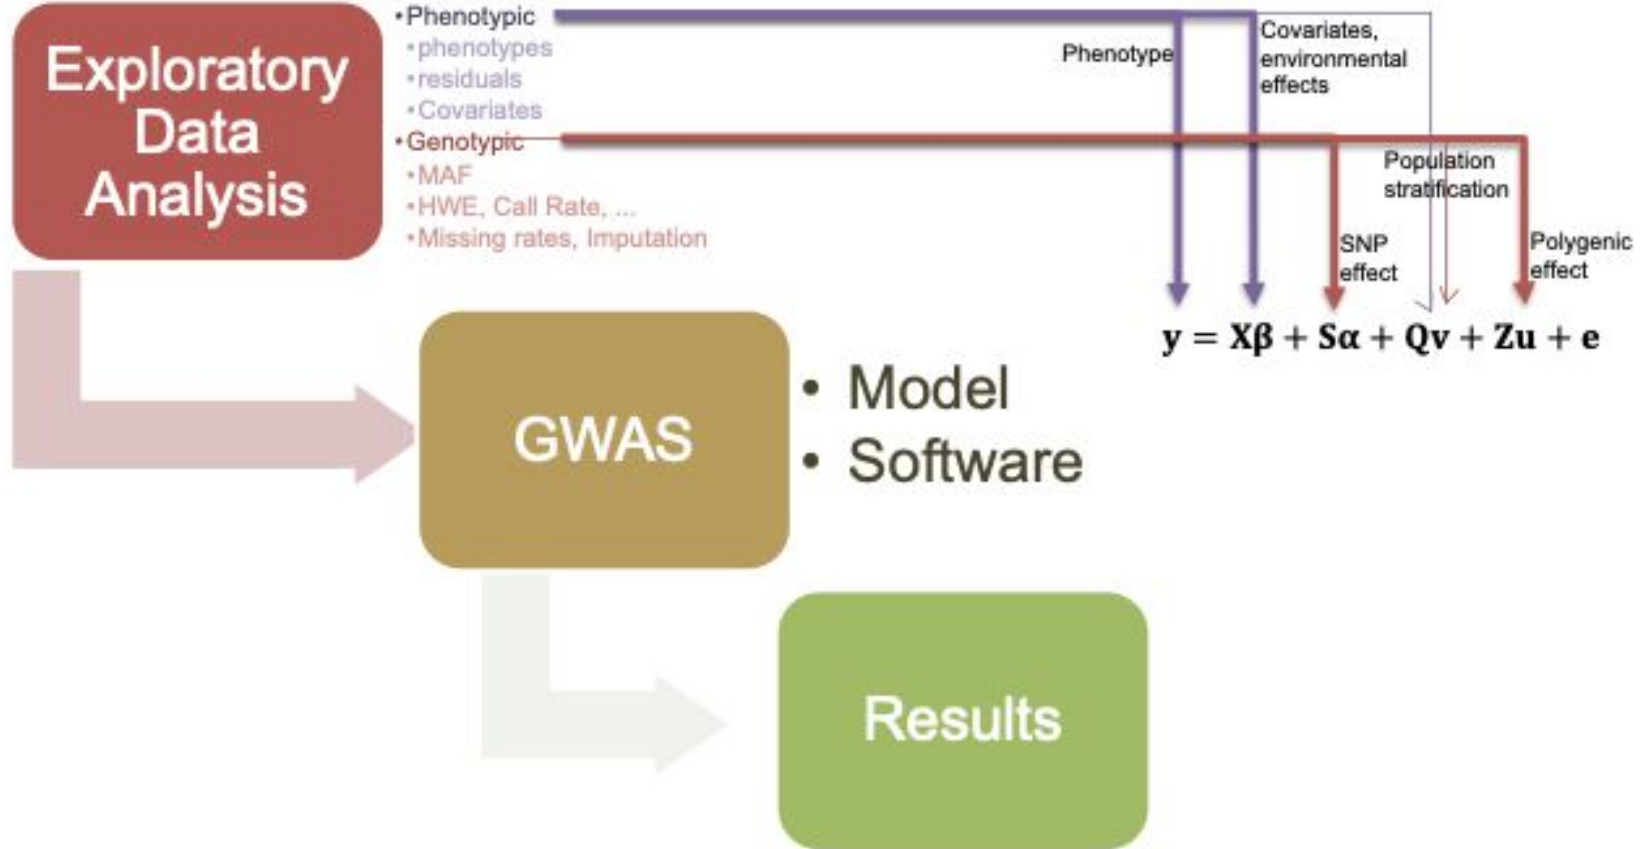 Exploratory
Data
Analysis
•Phenotypic
•phenotypes
•residuals
•Covariates
•Genotypic
•MAF
•HWE, Call Rate, ...
•Missing rates, Imputation
Phenotype
Covariates,
environmental
effects
Population
stratification
SNP
effect
Polygenic
effect
y = Xβ + Sα + Qv + Zu + e
GWAS
• Model
• Software
Results